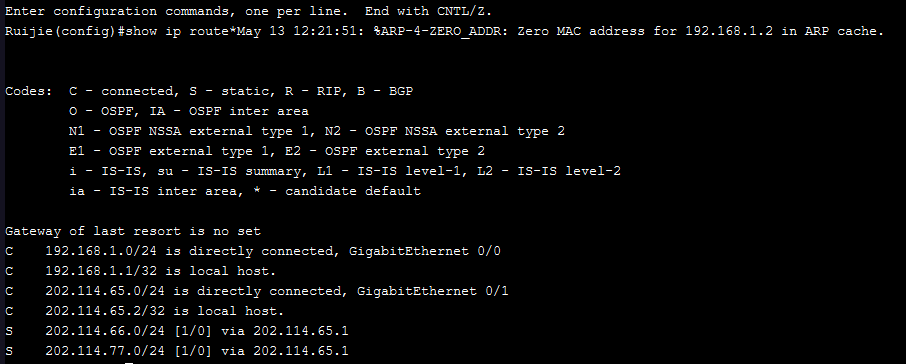 Enter configuration commands, one per line.  End with CNTL/Z.
Ruijie(config)#show ip route*May 13 12:21:51: %ARP-4-ZERO_ADDR: Zero MAC address for 192.168.1.2 in ARP cache.
Codes:  C - connected, S - static, R - RIP, B - BGP
        O - OSPF, IA - OSPF inter area
        N1 - OSPF NSSA external type 1, N2 - OSPF NSSA external type 2
        E1 - OSPF external type 1, E2 - OSPF external type 2
        i - IS-IS, su - IS-IS summary, L1 - IS-IS level-1, L2 - IS-IS level-2
        ia - IS-IS inter area, * - candidate default
Gateway of last resort is no set
C    192.168.1.0/24 is directly connected, GigabitEthernet 0/0
C    192.168.1.1/32 is local host.
C    202.114.65.0/24 is directly connected, GigabitEthernet 0/1
C    202.114.65.2/32 is local host.
S    202.114.66.0/24 [1/0] via 202.114.65.1
S    202.114.77.0/24 [1/0] via 202.114.65.1